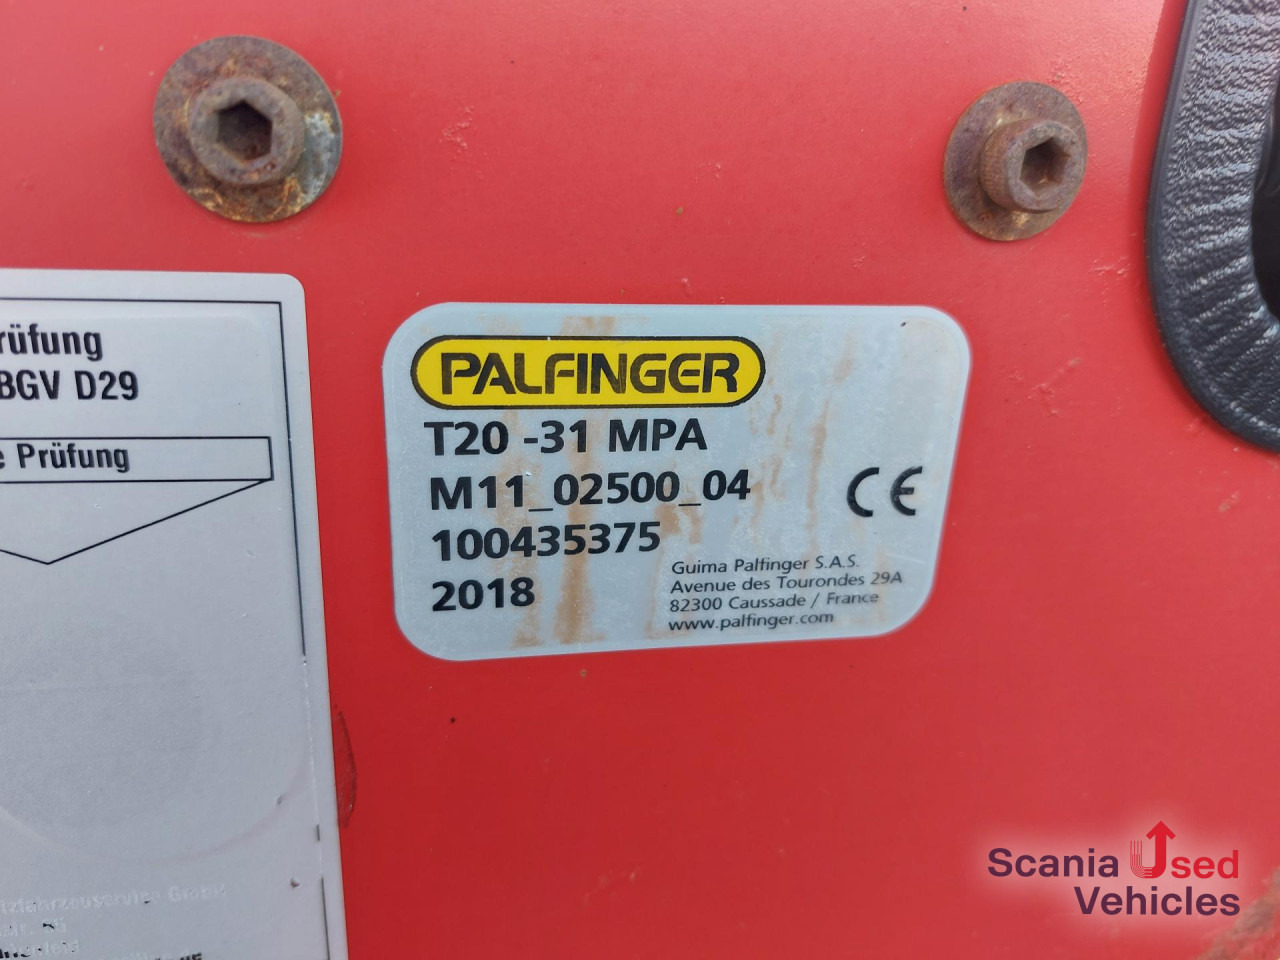 rüfung
BGV D29
e Prüfung
PALFINGER
T20 -31 MPA
M11_02500_04
100435375
2018
CE
Guima Palfinger S.A.S.
Avenue des Tourondes 29A
82300 Caussade / France
www.palfinger.com
Scania Used
Vehicles